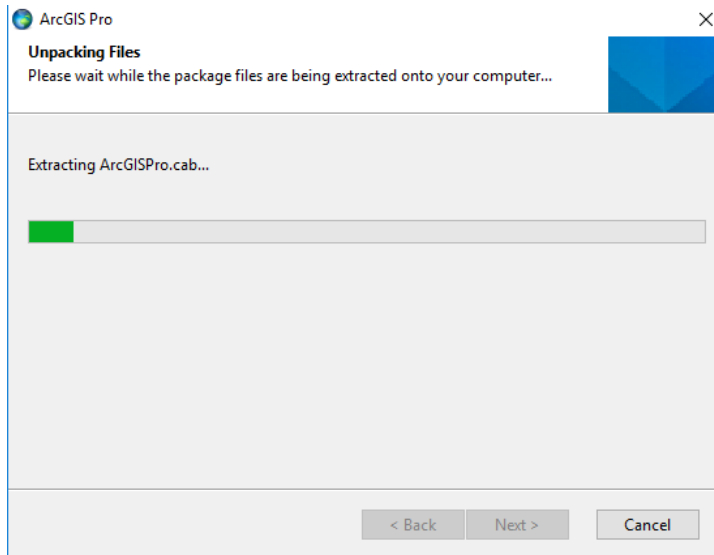 ArcGIS Pro
Unpacking Files
Please wait while the package files are being extracted onto your computer...
Extracting ArcGISPro.cab...
< Back
Next >
Cancel